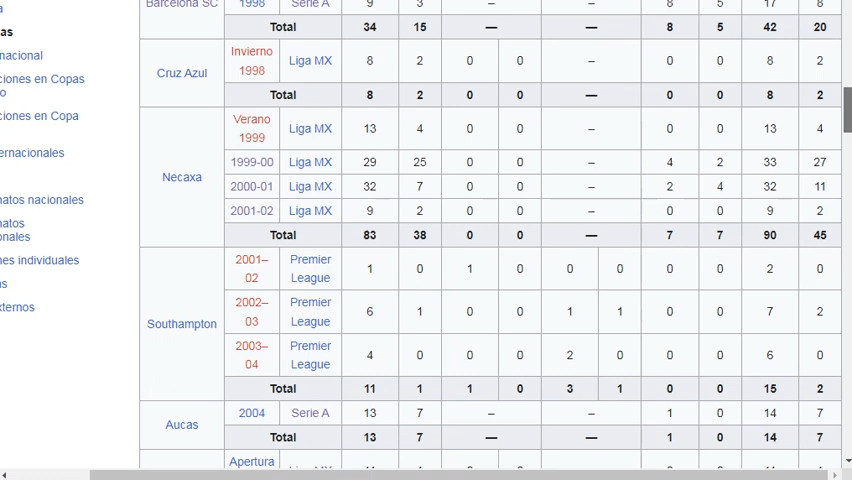 a
as
nacional
ciones en Copas
o
ciones en Copa
ernacionales
natos nacionales
natos
onales
nes individuales
s
xternos
Barcelona SC 1998 Serie A 9 3 – – 8 5 17 8
Total 34 15 — — 8 5 42 20
Cruz Azul Invierno 1998 Liga MX 8 2 0 0 – 0 0 8 2
Total 8 2 0 0 — 0 0 8 2
Necaxa Verano 1999 Liga MX 13 4 0 0 – 0 0 13 4
1999-00 Liga MX 29 25 0 0 – 4 2 33 27
2000-01 Liga MX 32 7 0 0 – 2 4 32 11
2001-02 Liga MX 9 2 0 0 – 0 0 9 2
Total 83 38 0 0 — 7 7 90 45
Southampton 2001–02 Premier League 1 0 1 0 0 0 0 0 2 0
2002–03 Premier League 6 1 0 0 1 1 0 0 7 2
2003–04 Premier League 4 0 0 0 2 0 0 0 6 0
Total 11 1 1 0 3 1 0 0 15 2
Aucas 2004 Serie A 13 7 – – 1 0 14 7
Total 13 7 — — 1 0 14 7
Apertura